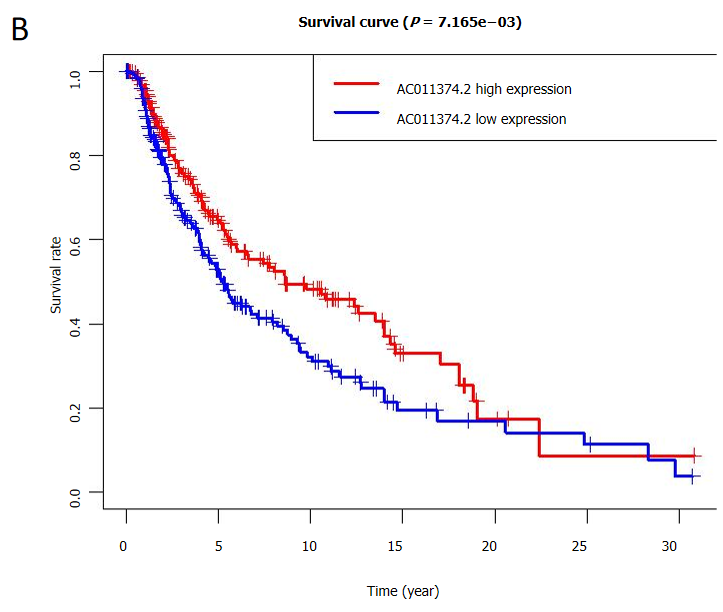 B
Survival curve (P = 7.165e−03)
AC011374.2 high expression
AC011374.2 low expression
Survival rate
1.0
0.8
0.6
0.4
0.2
0.0
0 5 10 15 20 25 30
Time (year)